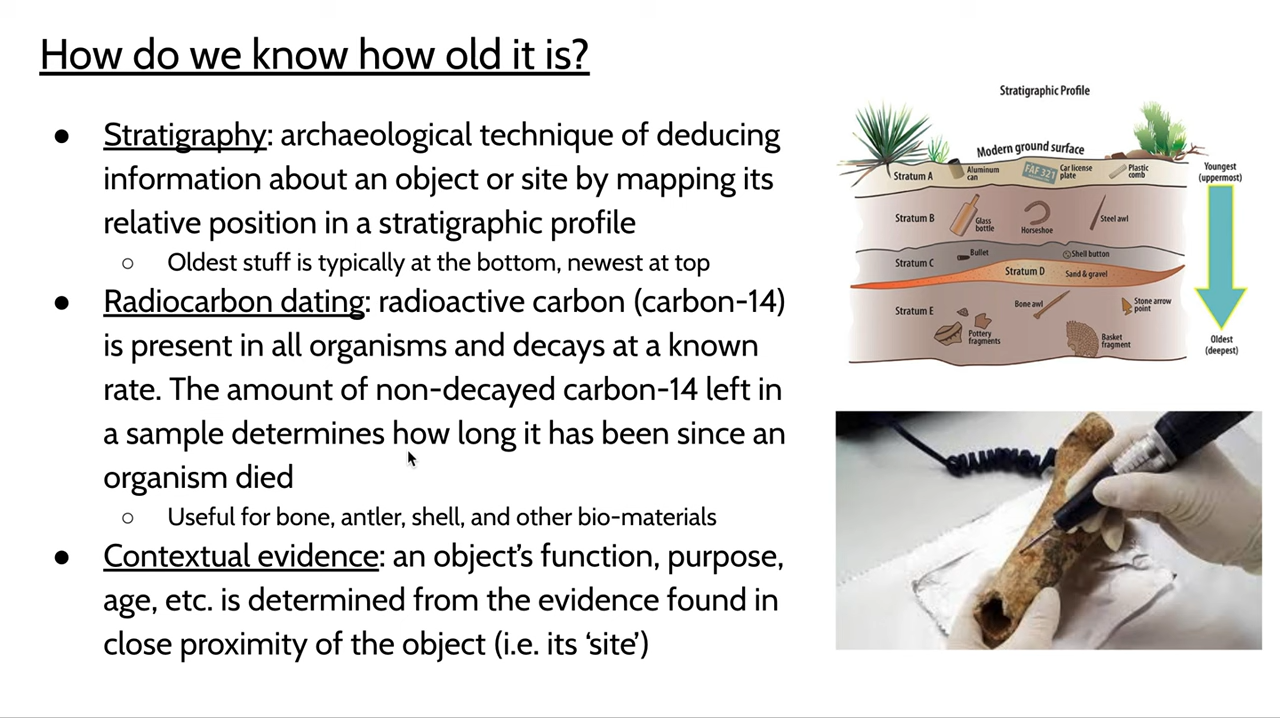 How do we know how old it is?
● Stratigraphy: archaeological technique of deducing
information about an object or site by mapping its
relative position in a stratigraphic profile
○ Oldest stuff is typically at the bottom, newest at top
● Radiocarbon dating: radioactive carbon (carbon-14)
is present in all organisms and decays at a known
rate. The amount of non-decayed carbon-14 left in
a sample determines how long it has been since an
organism died
○ Useful for bone, antler, shell, and other bio-materials
● Contextual evidence: an object's function, purpose,
age, etc. is determined from the evidence found in
close proximity of the object (i.e. its ‘site’)
Stratigraphic Profile
Modern ground surface
Stratum A
Aluminum
can
FAF 321
Car license
plate
Plastic
comb
Stratum B
Glass
bottle
Horseshoe
Steel awl
Stratum C
Bullet
Shell button
Stratum D
Sand & gravel
Stratum E
Bone awl
Stone arrow
point
Pottery
fragments
Basket
fragment
Youngest
(uppermost)
Oldest
(deepest)